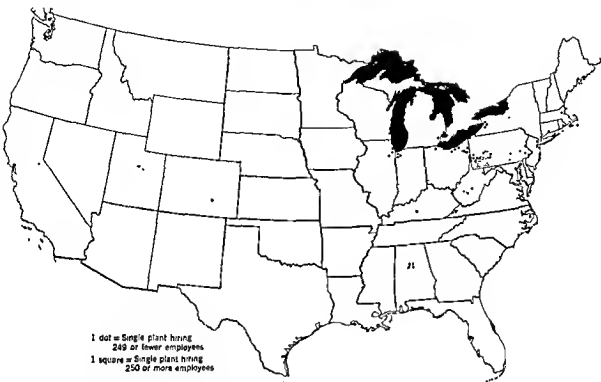 1 dot = Single plant hiring
249 or fewer employees
1 square = Single plant hiring
250 or more employees